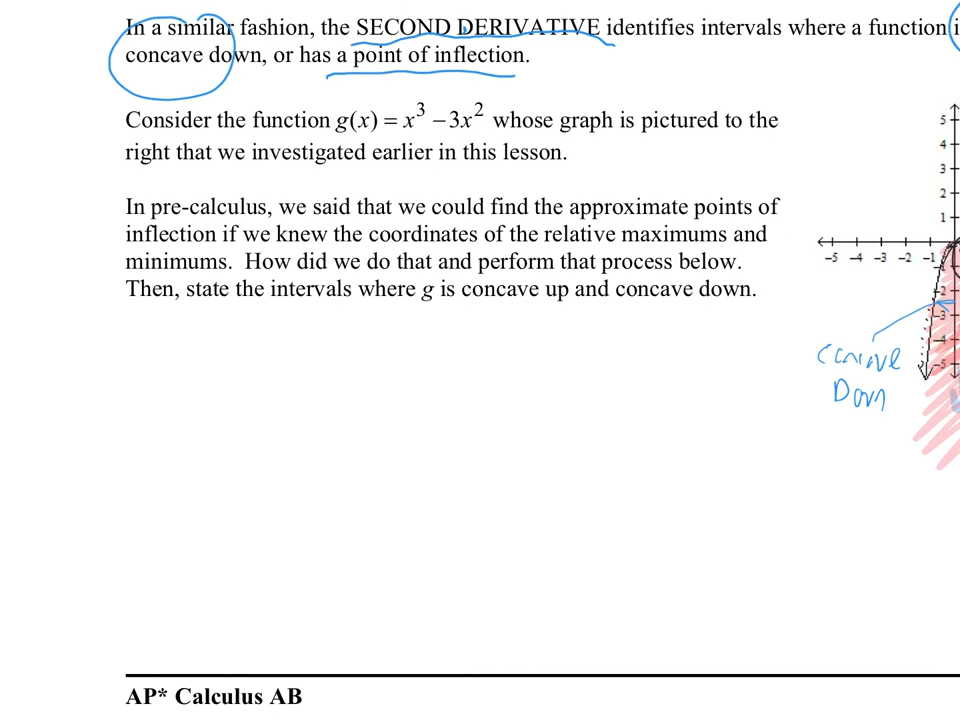 In a similar fashion, the SECOND DERIVATIVE identifies intervals where a function
concave down, or has a point of inflection.
Consider the function g(x) = x³ − 3x² whose graph is pictured to the
right that we investigated earlier in this lesson.
In pre-calculus, we said that we could find the approximate points of
inflection if we knew the coordinates of the relative maximums and
minimums. How did we do that and perform that process below.
Then, state the intervals where g is concave up and concave down.
5
4
3
2
1
-5 -4 -3 -2 -1
-2
-3
-4
-5
Down
AP* Calculus AB